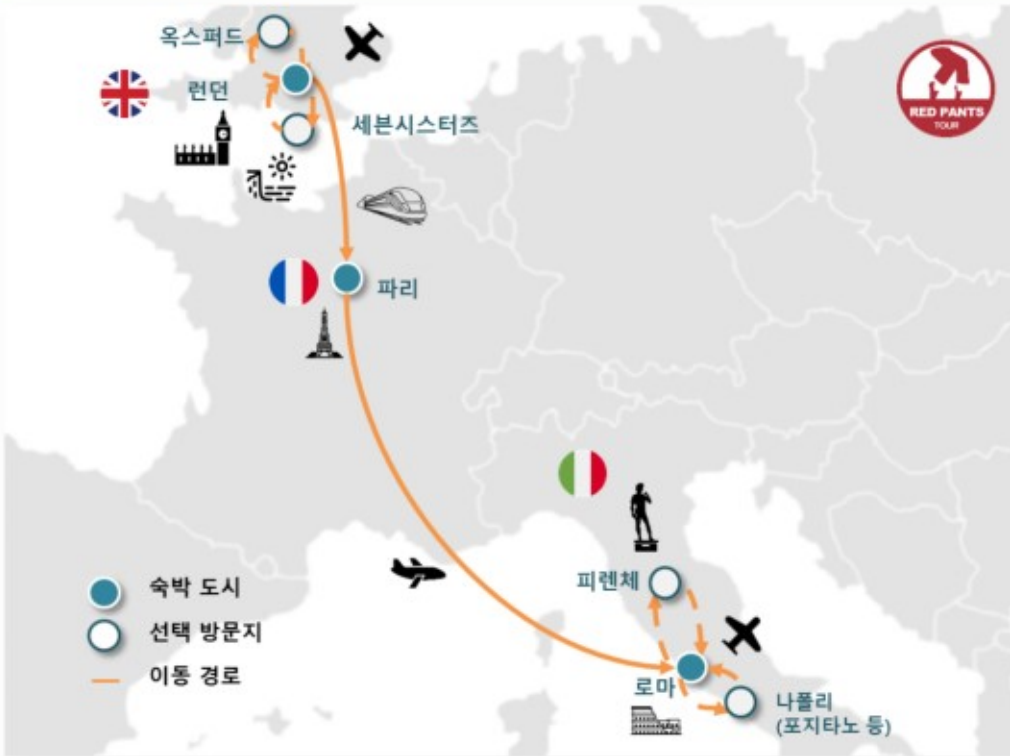 옥스퍼드
런던
세븐시스터즈
RED PANTS
TOUR
파리
피렌체
숙박 도시
선택 방문지
이동 경로
로마
나폴리
(포지타노 등)